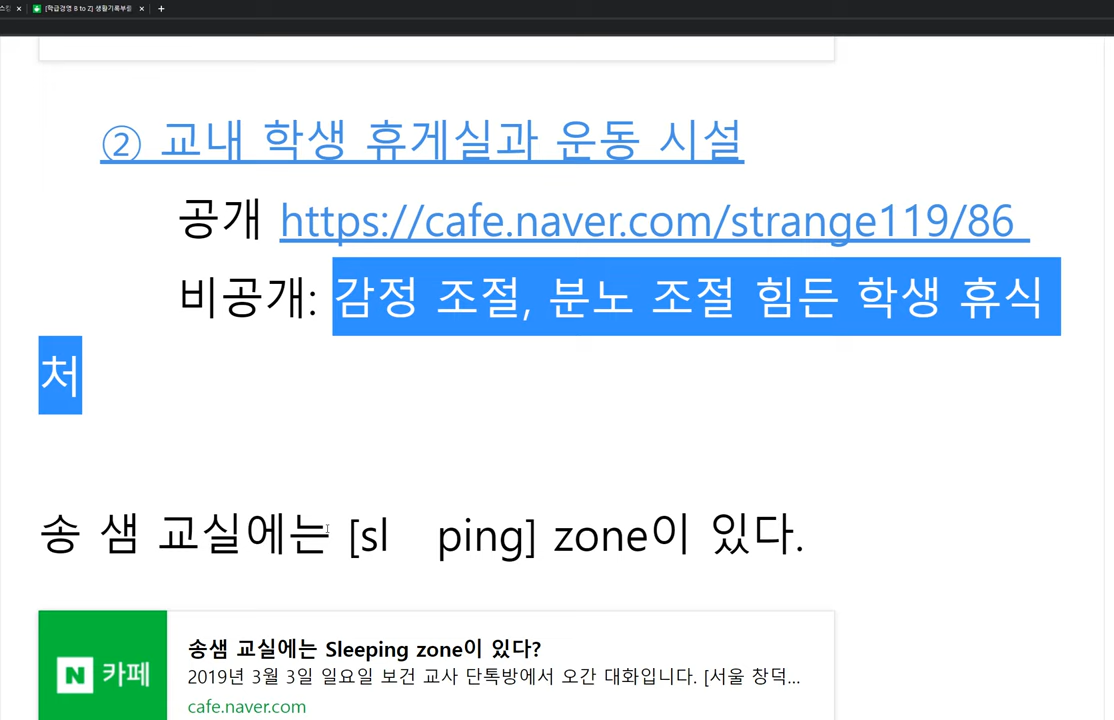 [학급경영 B to Z] 생활기록부를
② 교내 학생 휴게실과 운동 시설
공개 https://cafe.naver.com/strange119/86
비공개: 감정 조절, 분노 조절 힘든 학생 휴식
처
송 샘 교실에는 [sl ping] zone이 있다.
N 카페
송샘 교실에는 Sleeping zone이 있다?
2019년 3월 3일 일요일 보건 교사 단톡방에서 오간 대화입니다. [서울 창덕...
cafe.naver.com